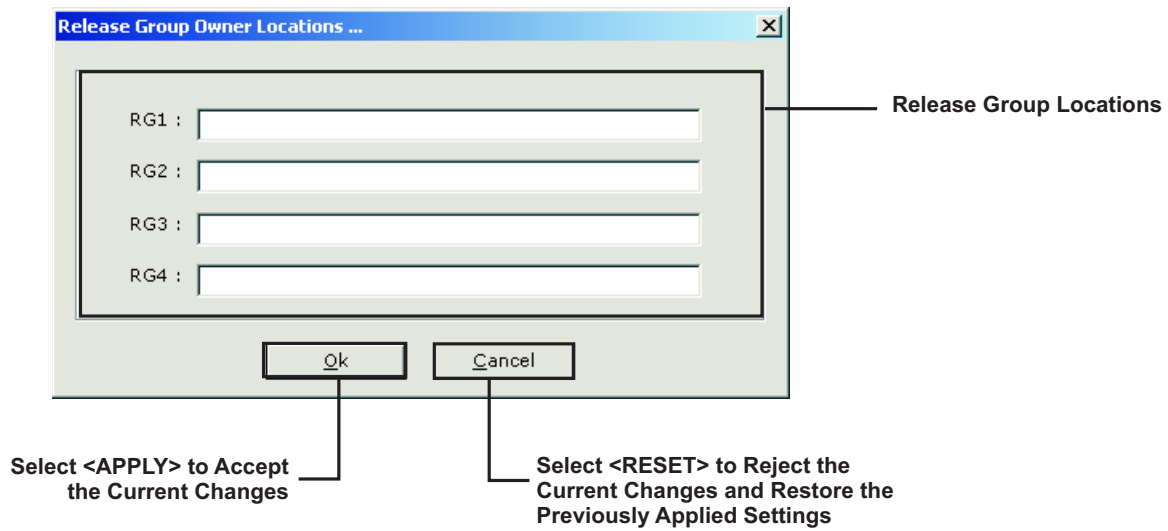 Release Group Owner Locations ...
Release Group Locations
RG1 :
RG2 :
RG3 :
RG4 :
Ok
Cancel
Select <APPLY> to Accept
the Current Changes
Select <RESET> to Reject the
Current Changes and Restore the
Previously Applied Settings